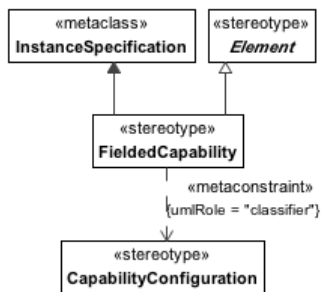 «metaclass»
InstanceSpecification
«stereotype»
Element
«stereotype»
FieldedCapability
«metaconstraint»
{umlRole = "classifier"}
«stereotype»
CapabilityConfiguration